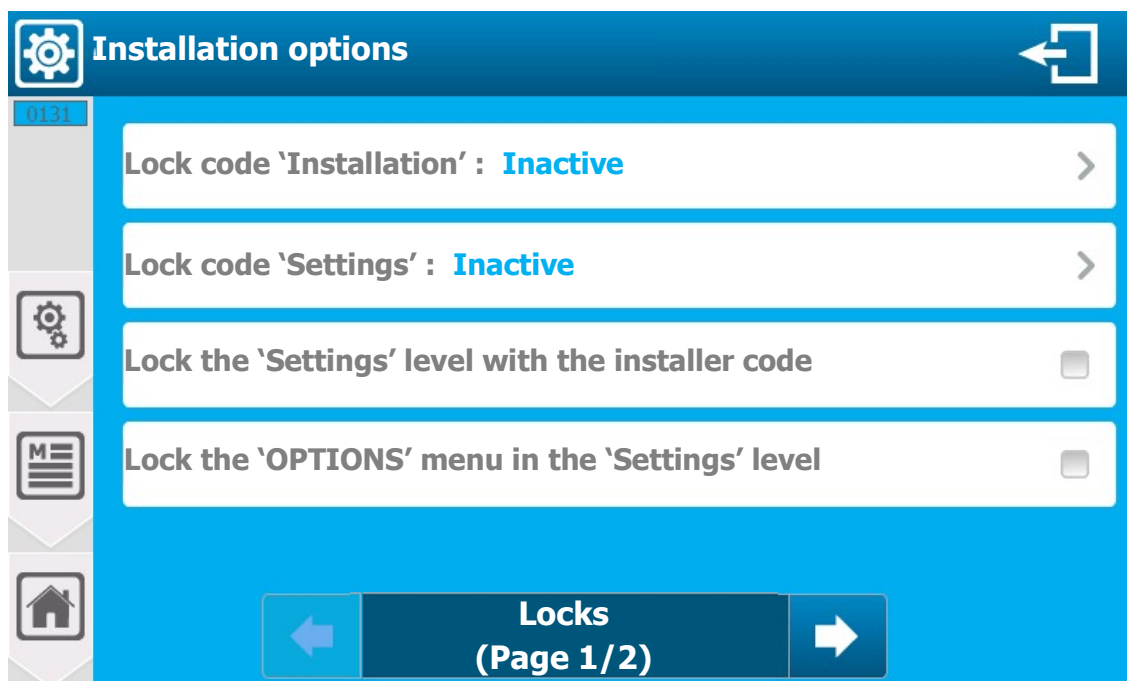 Installation options
0131
Lock code ‘Installation’ : Inactive
Lock code ‘Settings’ : Inactive
Lock the ‘Settings’ level with the installer code
Lock the ‘OPTIONS’ menu in the ‘Settings’ level
M
Locks
(Page 1/2)